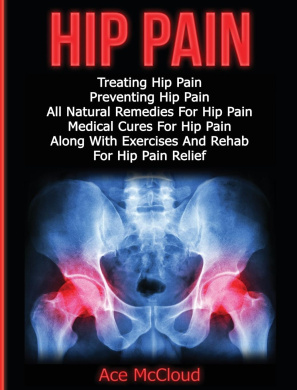 HIP PAIN
Treating Hip Pain
Preventing Hip Pain
All Natural Remedies For Hip Pain
Medical Cures For Hip Pain
Along With Exercises And Rehab
For Hip Pain Relief
Ace McCloud